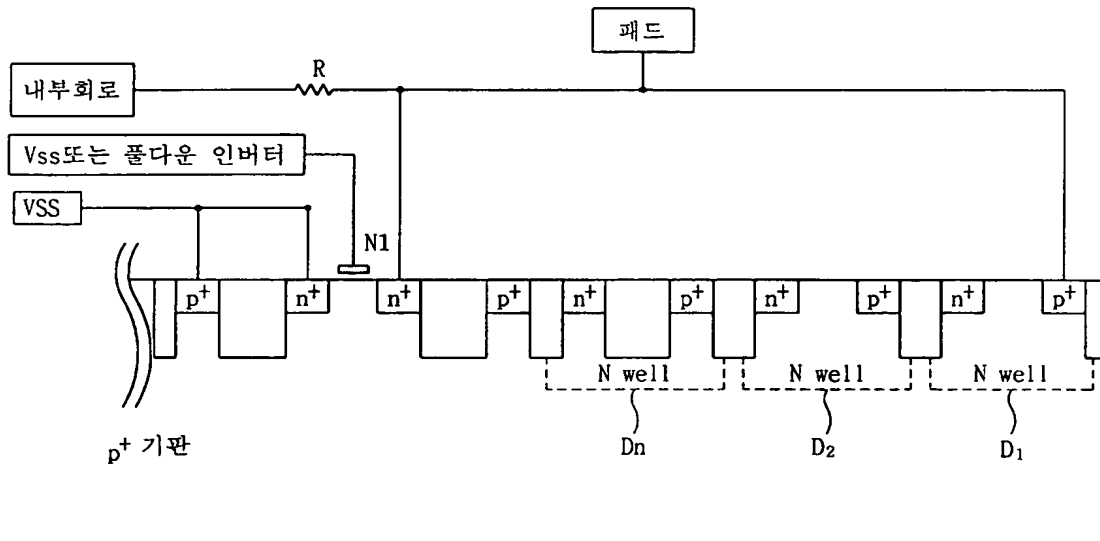 패드
R
내부회로
Vss또는 풀다운 인버터
VSS
N1
p+ n+ n+ p+ n+ p+ n+ p+ n+ p+
N well N well N well
Dn D2 D1
p+ 기판